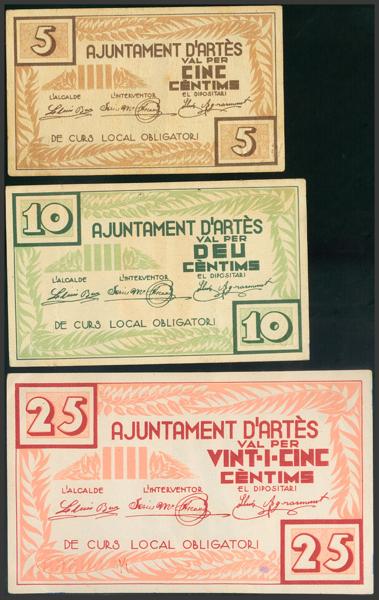 5
AJUNTAMENT D'ARTÈS
VAL PER
CINC
CÈNTIMS
L'ALCALDE L'INTERVENTOR EL DIPOSITARI
DE CURS LOCAL OBLIGATORI
5
10
AJUNTAMENT D'ARTÈS
VAL PER
DEU
CÈNTIMS
L'ALCALDE L'INTERVENTOR EL DIPOSITARI
DE CURS LOCAL OBLIGATORI
10
25
AJUNTAMENT D'ARTÈS
VAL PER
VINT-I-CINC
CÈNTIMS
L'ALCALDE L'INTERVENTOR EL DIPOSITARI
DE CURS LOCAL OBLIGATORI
25